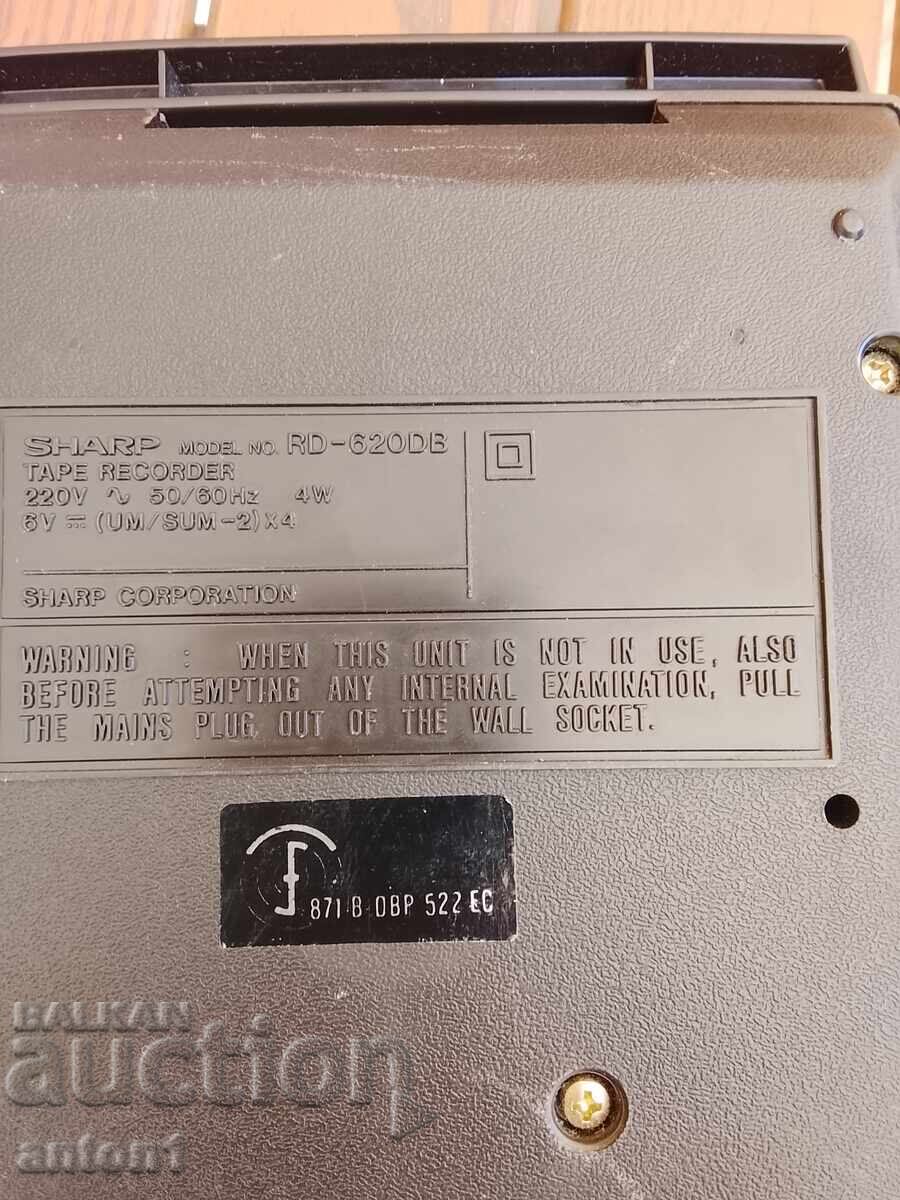 SHARP MODEL NO. RD-620DB
TAPE RECORDER
220V ∿ 50/60Hz 4W
6V ⎓ (UM/SUM-2)X4
SHARP CORPORATION
WARNING : WHEN THIS UNIT IS NOT IN USE, ALSO
BEFORE ATTEMPTING ANY INTERNAL EXAMINATION, PULL
THE MAINS PLUG OUT OF THE WALL SOCKET.
871 B OBP 522 EC
BALKAN
auction
anton1